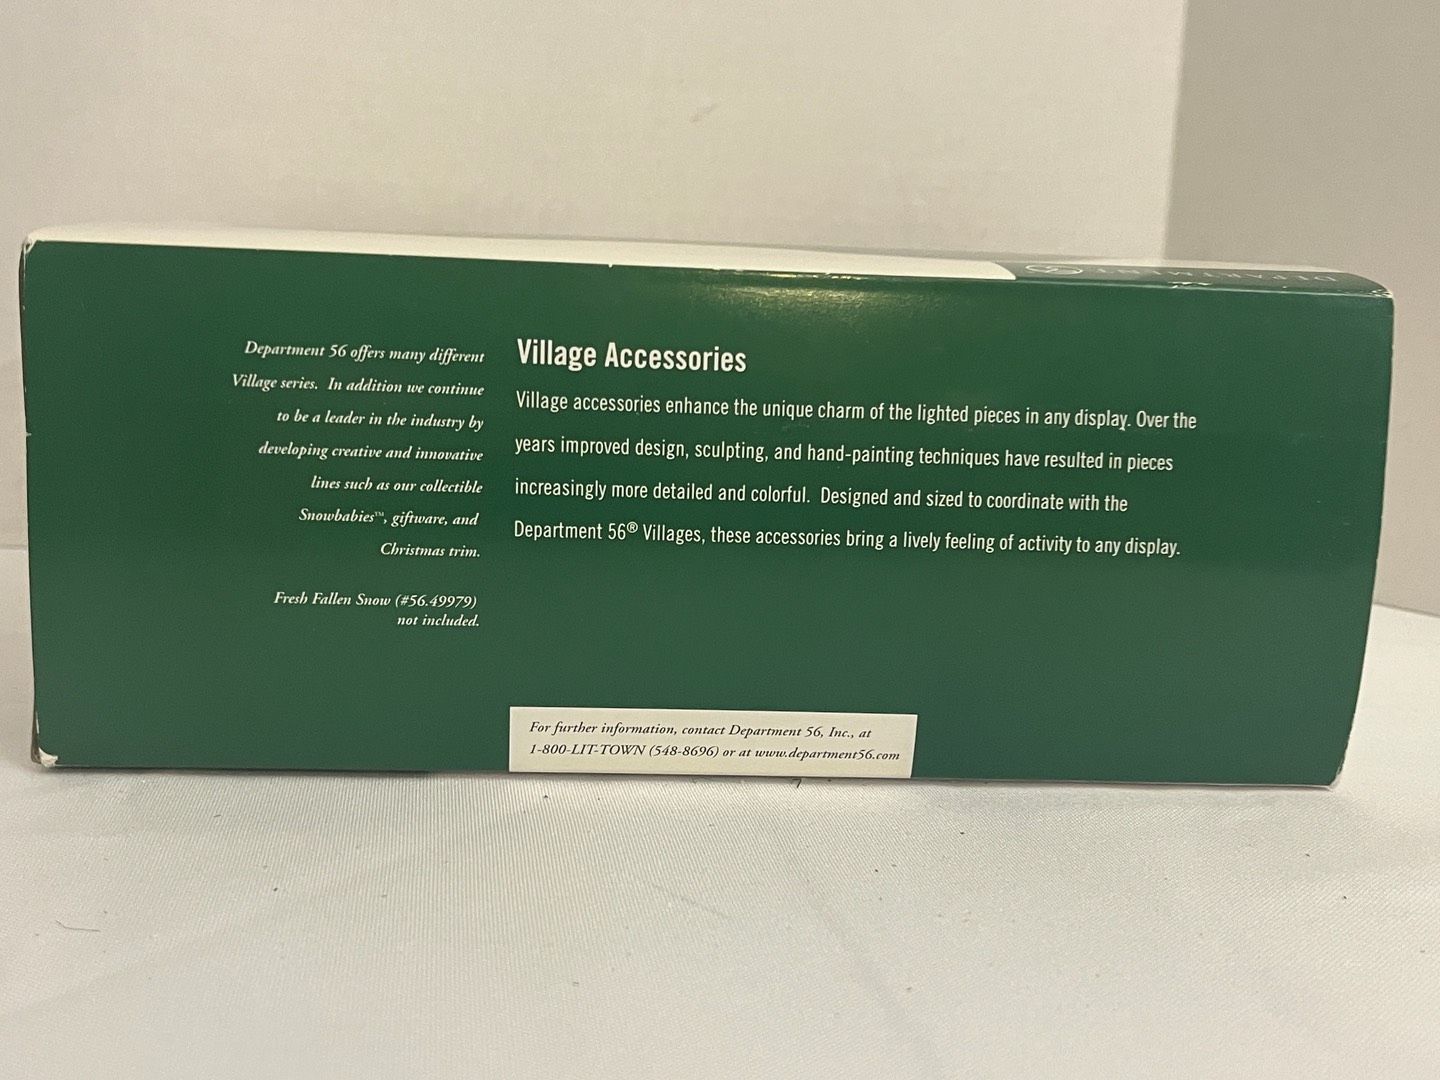 DEPARTMENT 56
Department 56 offers many different
Village series. In addition we continue
to be a leader in the industry by
developing creative and innovative
lines such as our collectible
Snowbabies™, giftware, and
Christmas trim.
Fresh Fallen Snow (#56.49979)
not included.
Village Accessories
Village accessories enhance the unique charm of the lighted pieces in any display. Over the
years improved design, sculpting, and hand-painting techniques have resulted in pieces
increasingly more detailed and colorful. Designed and sized to coordinate with the
Department 56® Villages, these accessories bring a lively feeling of activity to any display.
For further information, contact Department 56, Inc., at
1-800-LIT-TOWN (548-8696) or at www.department56.com